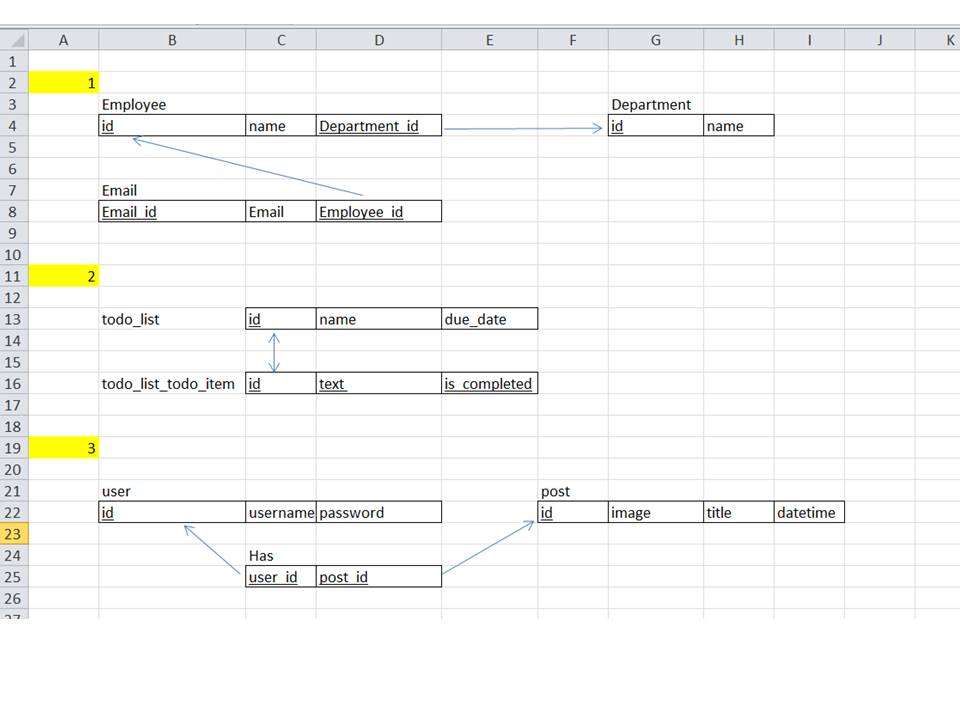 A B C D E F G H I J K
1
2 1
3 Employee Department
4 id name Department_id id name
5
6
7 Email
8 Email_id Email Employee_id
9
10
11 2
12
13 todo_list id name due_date
14
15
16 todo_list_todo_item id text is_completed
17
18
19 3
20
21 user post
22 id username password id image title datetime
23
24 Has
25 user_id post_id
26
27